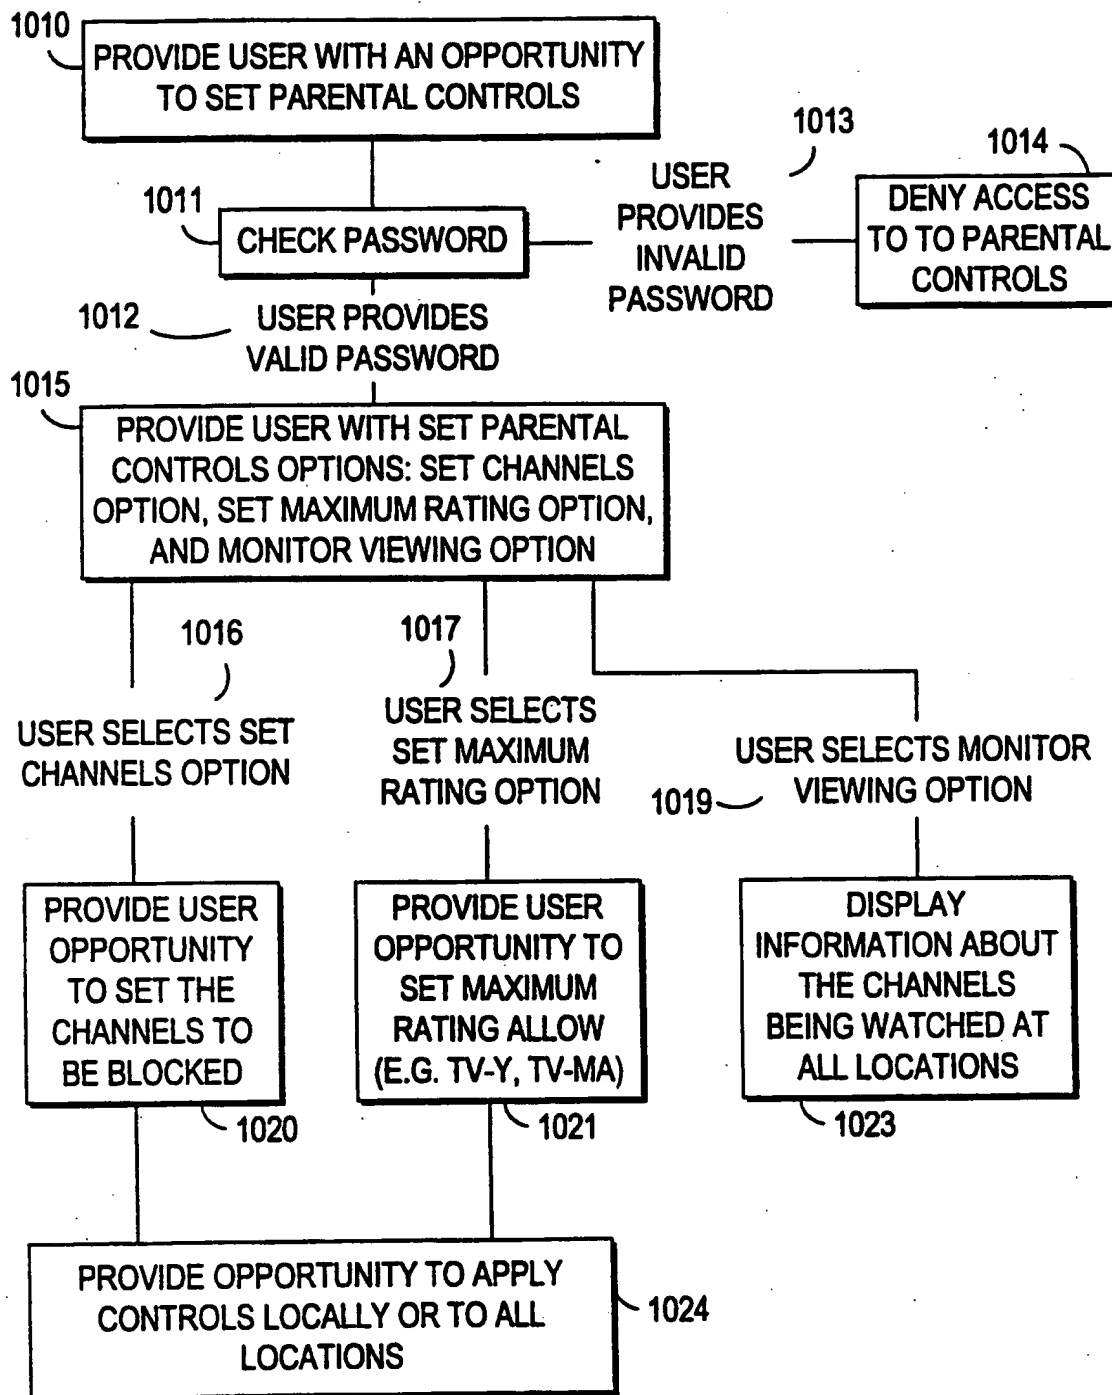 1010
PROVIDE USER WITH AN OPPORTUNITY
TO SET PARENTAL CONTROLS
1011
CHECK PASSWORD
1013
USER
PROVIDES
INVALID
PASSWORD
1014
DENY ACCESS
TO TO PARENTAL
CONTROLS
1012
USER PROVIDES
VALID PASSWORD
1015
PROVIDE USER WITH SET PARENTAL
CONTROLS OPTIONS: SET CHANNELS
OPTION, SET MAXIMUM RATING OPTION,
AND MONITOR VIEWING OPTION
1016
USER SELECTS SET
CHANNELS OPTION
1017
USER SELECTS
SET MAXIMUM
RATING OPTION
USER SELECTS MONITOR
VIEWING OPTION
1019
PROVIDE USER
OPPORTUNITY
TO SET THE
CHANNELS TO
BE BLOCKED
1020
PROVIDE USER
OPPORTUNITY TO
SET MAXIMUM
RATING ALLOW
(E.G. TV-Y, TV-MA)
1021
DISPLAY
INFORMATION ABOUT
THE CHANNELS
BEING WATCHED AT
ALL LOCATIONS
1023
PROVIDE OPPORTUNITY TO APPLY
CONTROLS LOCALLY OR TO ALL
LOCATIONS
1024